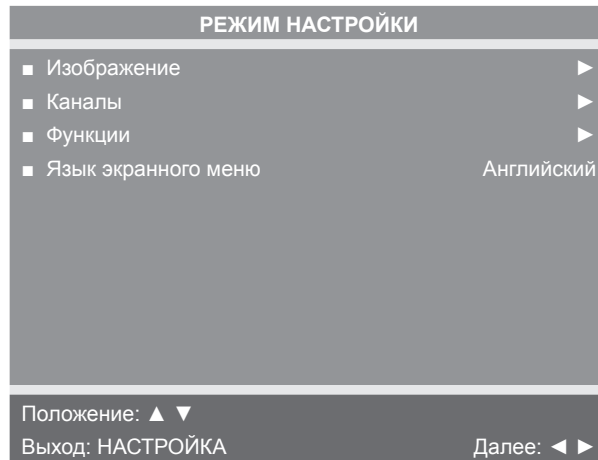 РЕЖИМ НАСТРОЙКИ
■ Изображение ►
■ Каналы ►
■ Функции ►
■ Язык экранного меню Английский
Положение: ▲ ▼
Выход: НАСТРОЙКА Далее: ◄ ►